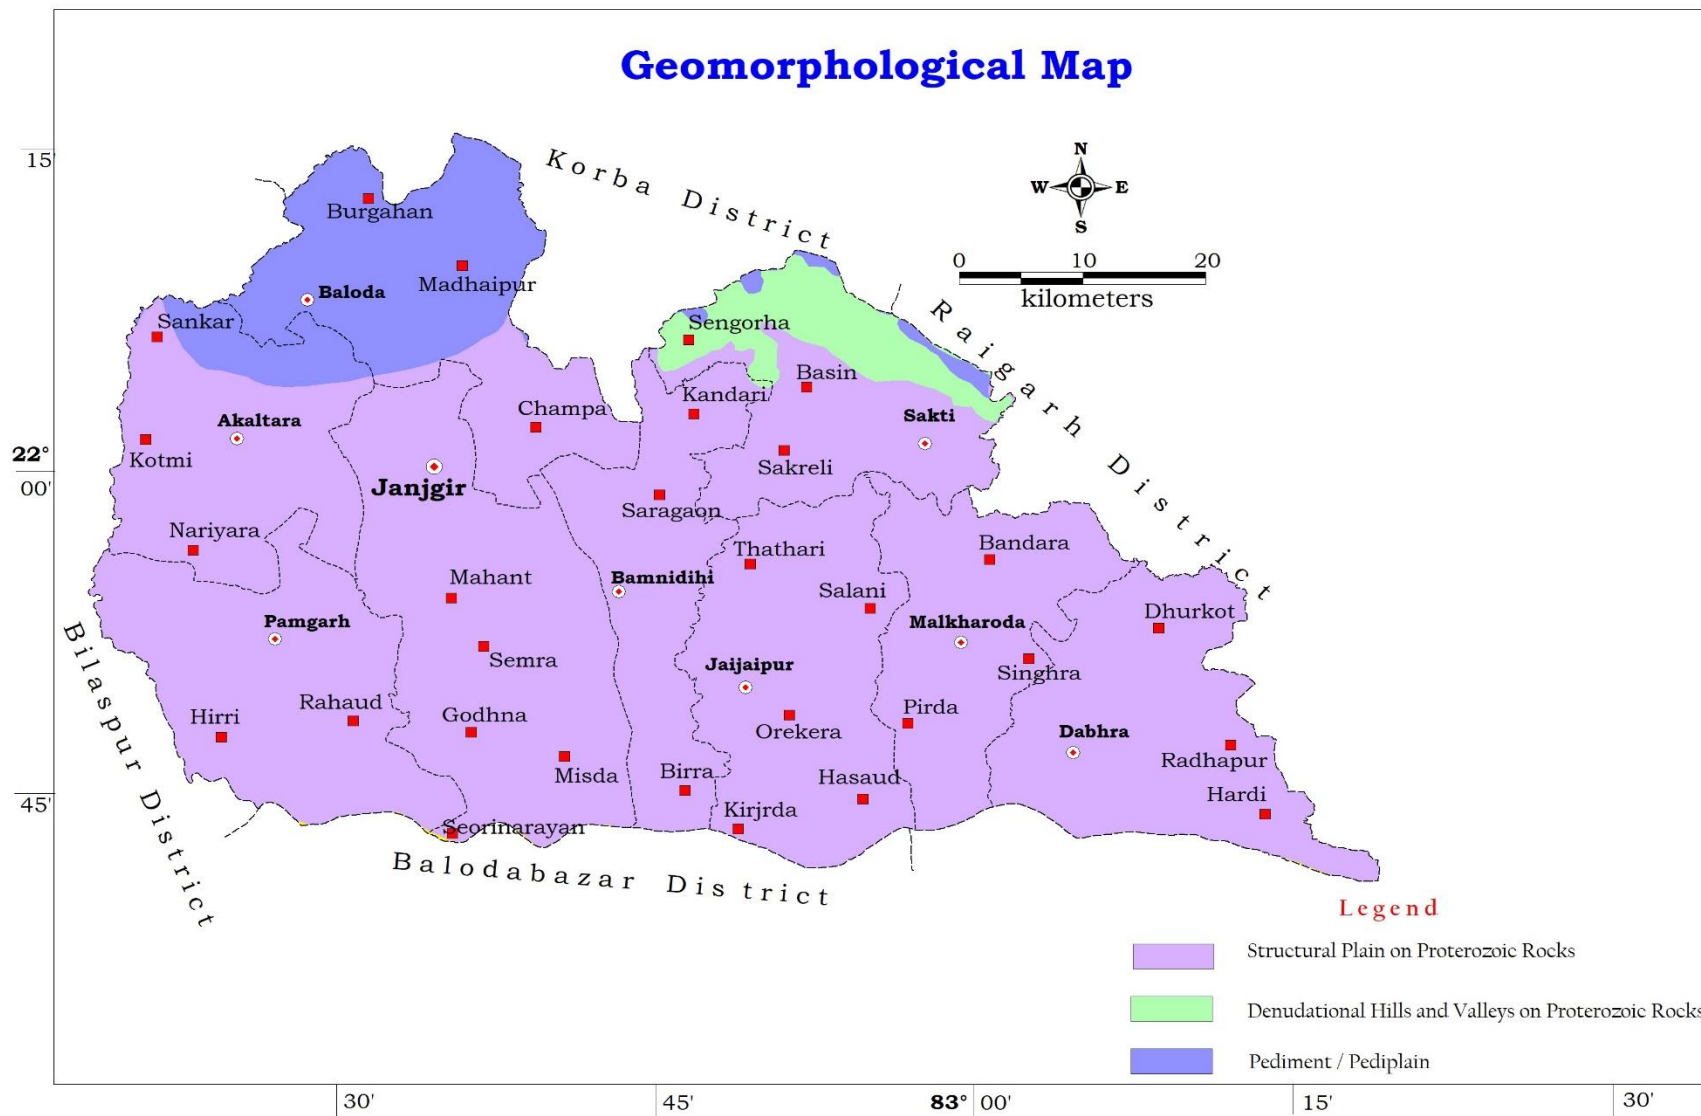 Geomorphological Map
15'
Korba District
N
W E
S
0 10 20
kilometers
Burgahan
Madhaipur
Baloda
Sankar
Sengorha
Raigarh District
Basin
Kandari
Champa
Sakti
Akaltara
Kotmi
22°
00'
Janjgir
Sakreli
Saragaon
Nariyara
Thathari
Bandara
Mahant
Bamnidihi
Salani
Dhurkot
Pamgarh
Malkharoda
Semra
Jaijaipur
Singhra
Bilaspur District
Hirri
Rahaud
Godhna
Orekera
Pirda
Dabhra
Radhapur
Misda
Birra
Hasaud
Hardi
45'
Kirjrda
Seorinarayan
Balodabazar District
Legend
Structural Plain on Proterozoic Rocks
Denudational Hills and Valleys on Proterozoic Rocks
Pediment / Pediplain
30' 45' 83° 00' 15' 30'